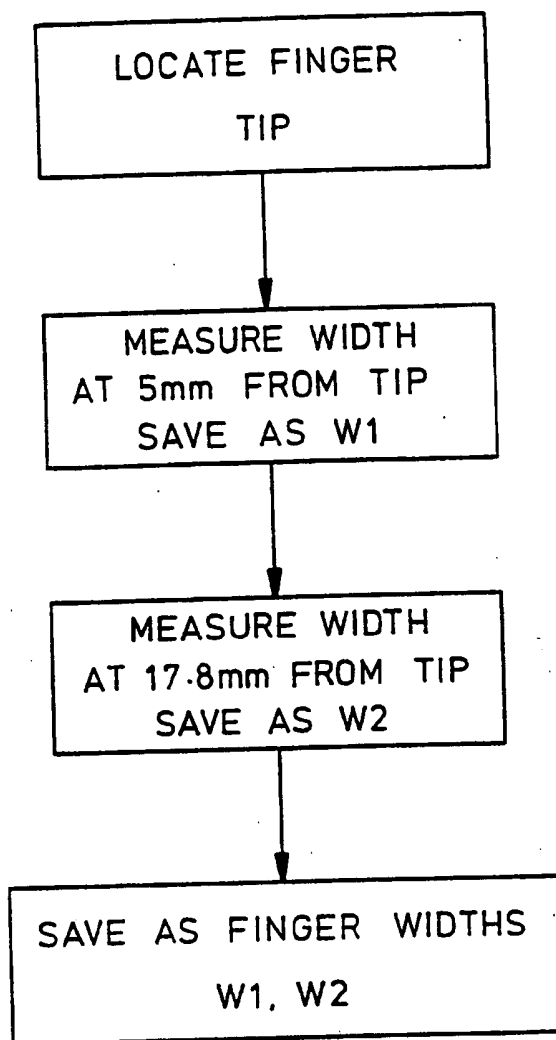 LOCATE FINGER
TIP
MEASURE WIDTH
AT 5mm FROM TIP
SAVE AS W1
MEASURE WIDTH
AT 17.8mm FROM TIP
SAVE AS W2
SAVE AS FINGER WIDTHS
W1, W2